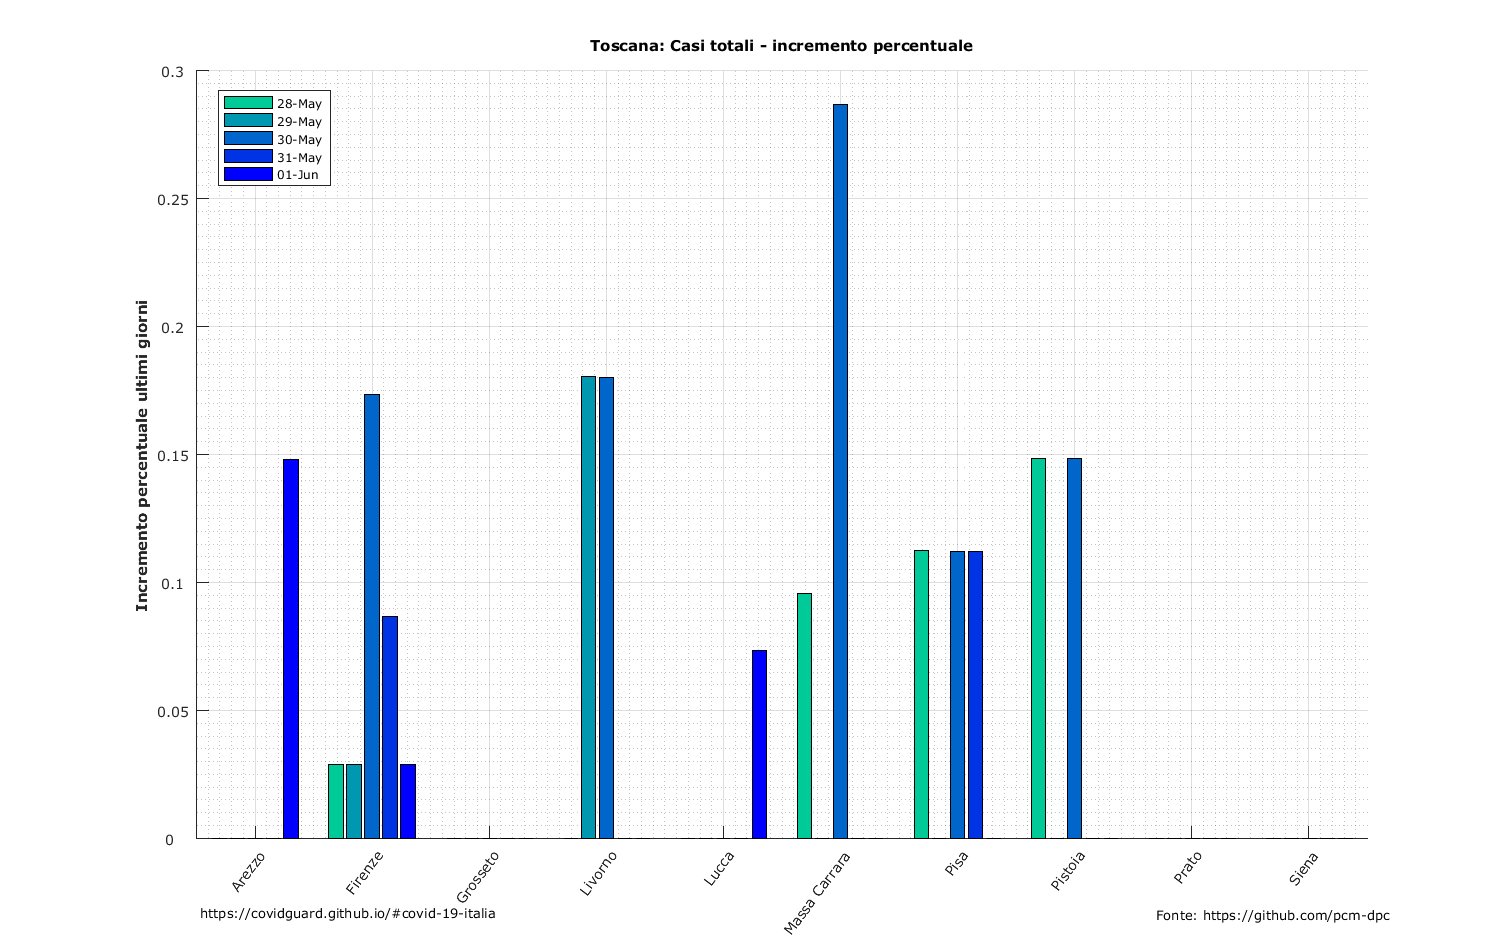 Toscana: Casi totali - incremento percentuale
28-May
29-May
30-May
31-May
01-Jun
Incremento percentuale ultimi giorni
0.3
0.25
0.2
0.15
0.1
0.05
0
Arezzo
Firenze
Grosseto
Livorno
Lucca
Massa Carrara
Pisa
Pistoia
Prato
Siena
https://covidguard.github.io/#covid-19-italia
Fonte: https://github.com/pcm-dpc